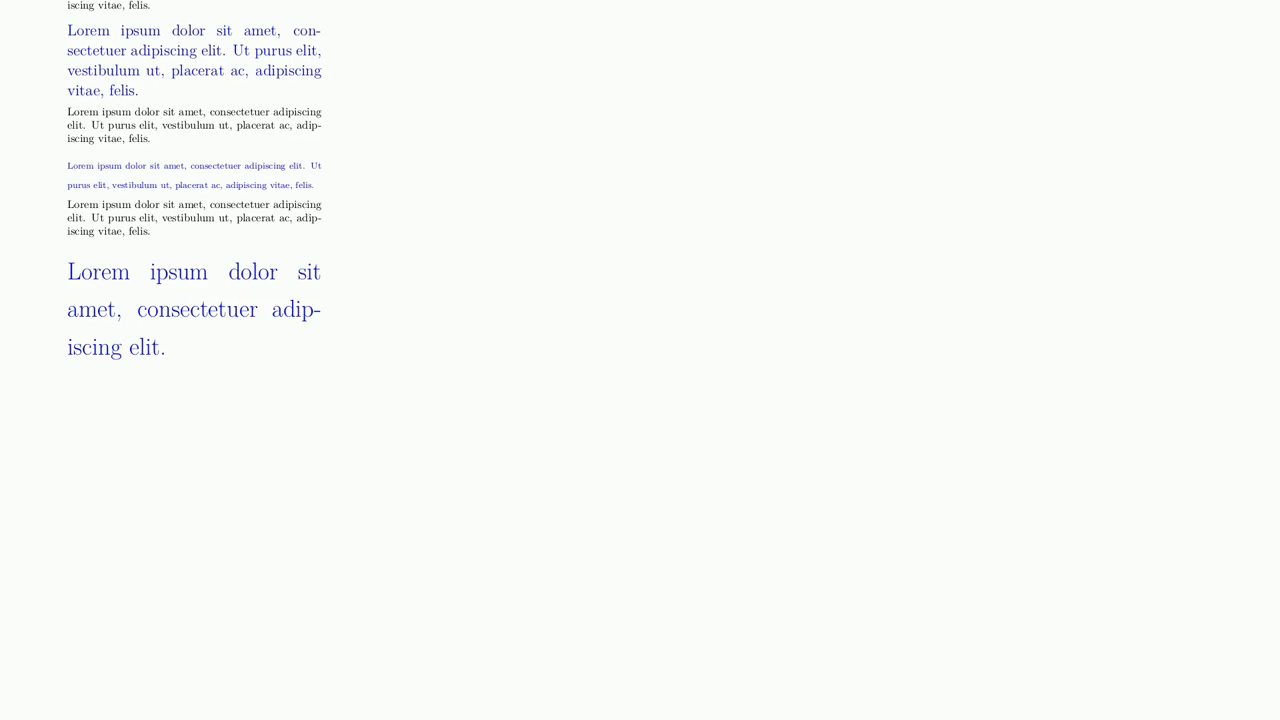 iscing vitae, felis.
Lorem ipsum dolor sit amet, con-
sectetuer adipiscing elit. Ut purus elit,
vestibulum ut, placerat ac, adipiscing
vitae, felis.
Lorem ipsum dolor sit amet, consectetuer adipiscing
elit. Ut purus elit, vestibulum ut, placerat ac, adip-
iscing vitae, felis.
Lorem ipsum dolor sit amet, consectetuer adipiscing elit. Ut
purus elit, vestibulum ut, placerat ac, adipiscing vitae, felis.
Lorem ipsum dolor sit amet, consectetuer adipiscing
elit. Ut purus elit, vestibulum ut, placerat ac, adip-
iscing vitae, felis.
Lorem ipsum dolor sit
amet, consectetuer adip-
iscing elit.